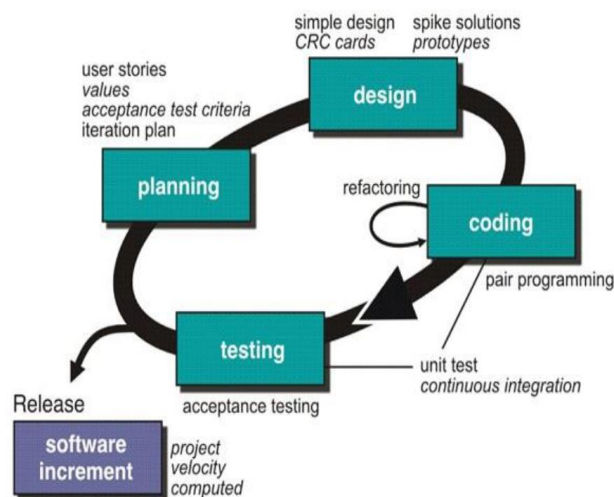 simple design
CRC cards
spike solutions
prototypes
user stories
values
acceptance test criteria
iteration plan
design
planning
refactoring
coding
pair programming
testing
unit test
continuous integration
acceptance testing
Release
software
increment
project
velocity
computed